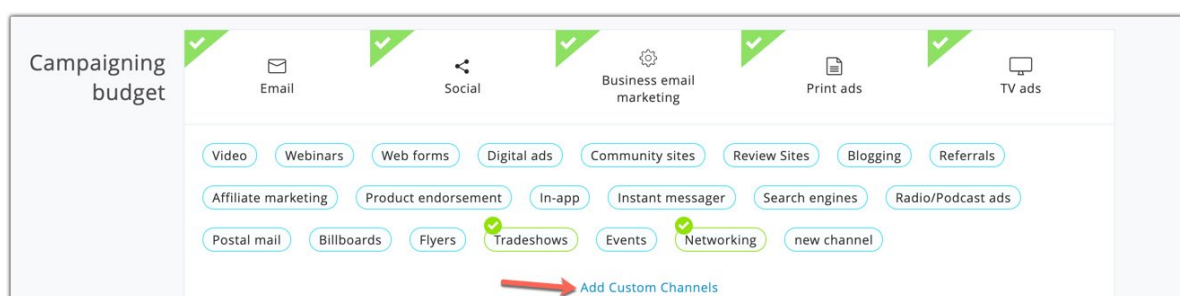 Campaigning
budget
Email
Social
Business email
marketing
Print ads
TV ads
Video Webinars Web forms Digital ads Community sites Review Sites Blogging Referrals
Affiliate marketing Product endorsement In-app Instant messager Search engines Radio/Podcast ads
Postal mail Billboards Flyers Tradeshows Events Networking new channel
Add Custom Channels